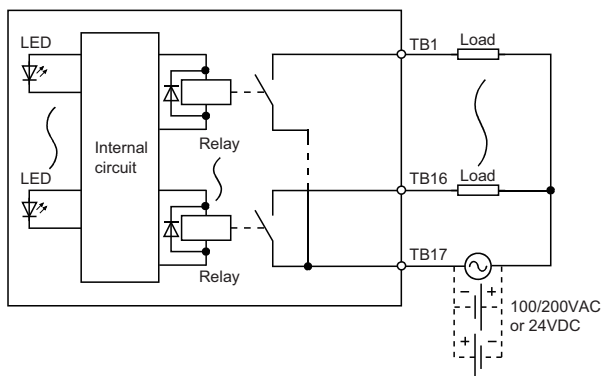 LED
TB1
Load
Relay
Internal
circuit
LED
TB16
Load
TB17
Relay
− +
+ −
100/200VAC
or 24VDC